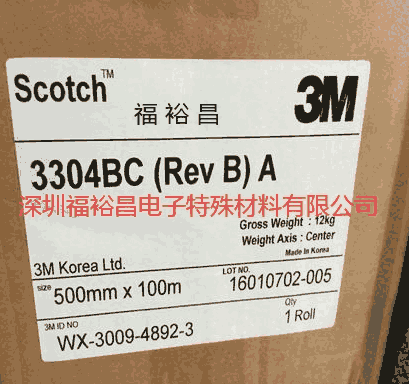 Scotch™
福裕昌
3M
3304BC (Rev B) A
深圳福裕昌电子特殊材料有限公司
Gross Weight : 12kg
Weight Axis : Center
Made In Korea
3M Korea Ltd.
size 500mm x 100m
LOT NO. 16010702-005
3M ID NO WX-3009-4892-3
Qty 1 Roll